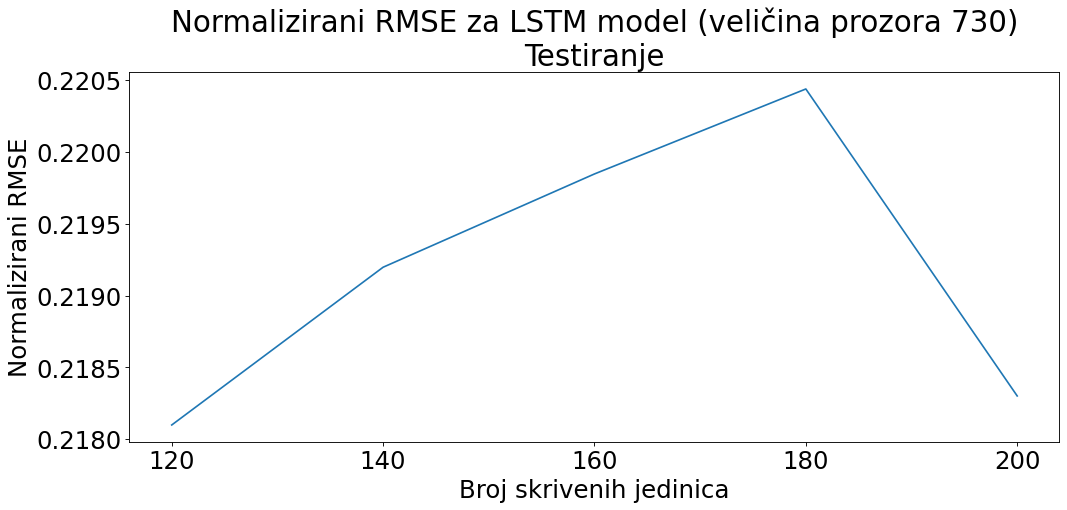 Normalizirani RMSE za LSTM model (veličina prozora 730)
Testiranje
0.2205
0.2200
0.2195
0.2190
0.2185
0.2180
Normalizirani RMSE
120 140 160 180 200
Broj skrivenih jedinica